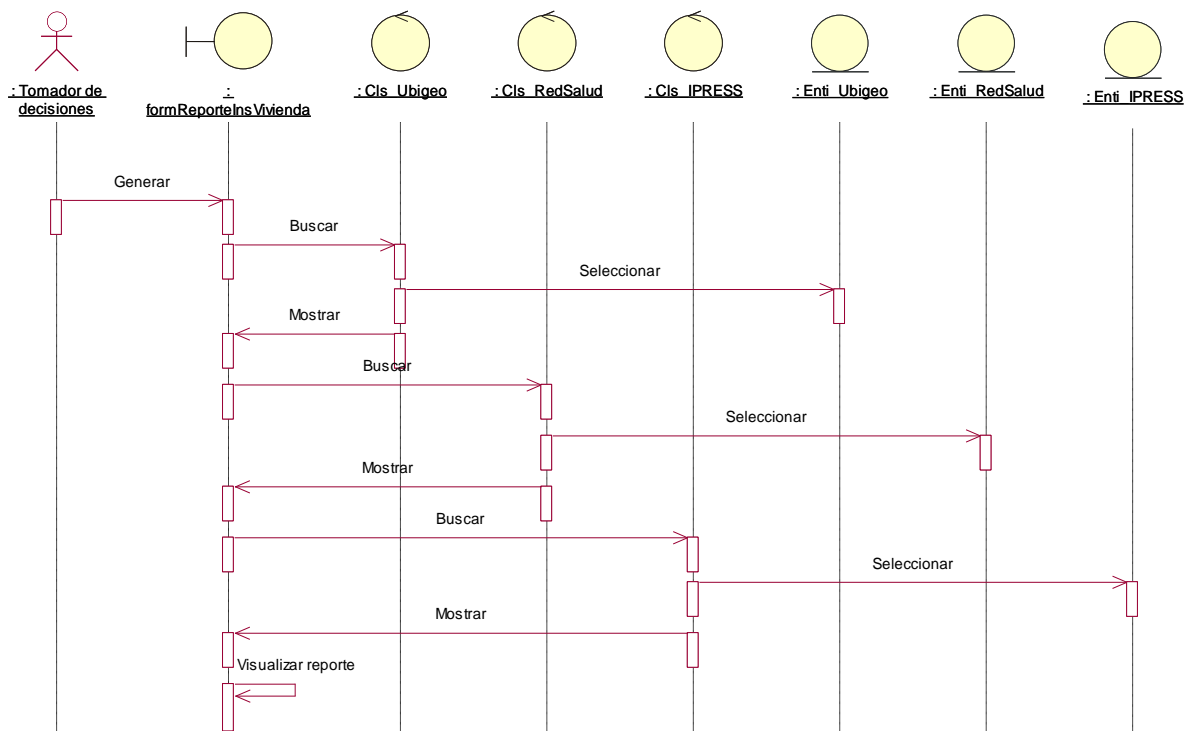 : Tomador de
decisiones
:
formReporteInsVivienda
: Cls_Ubigeo
: Cls_RedSalud
: Cls_IPRESS
: Enti_Ubigeo
: Enti_RedSalud
: Enti_IPRESS
Generar
Buscar
Seleccionar
Mostrar
Buscar
Seleccionar
Mostrar
Buscar
Seleccionar
Mostrar
Visualizar reporte